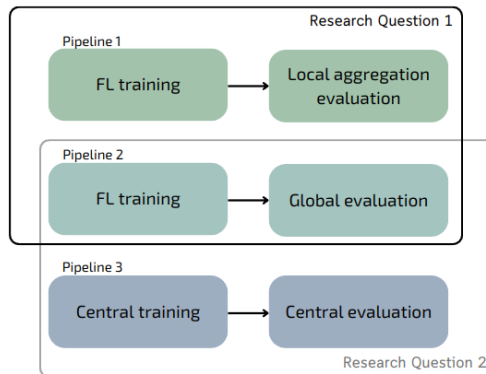 Research Question 1
Pipeline 1
FL training
Local aggregation
evaluation
Pipeline 2
FL training
Global evaluation
Pipeline 3
Central training
Central evaluation
Research Question 2